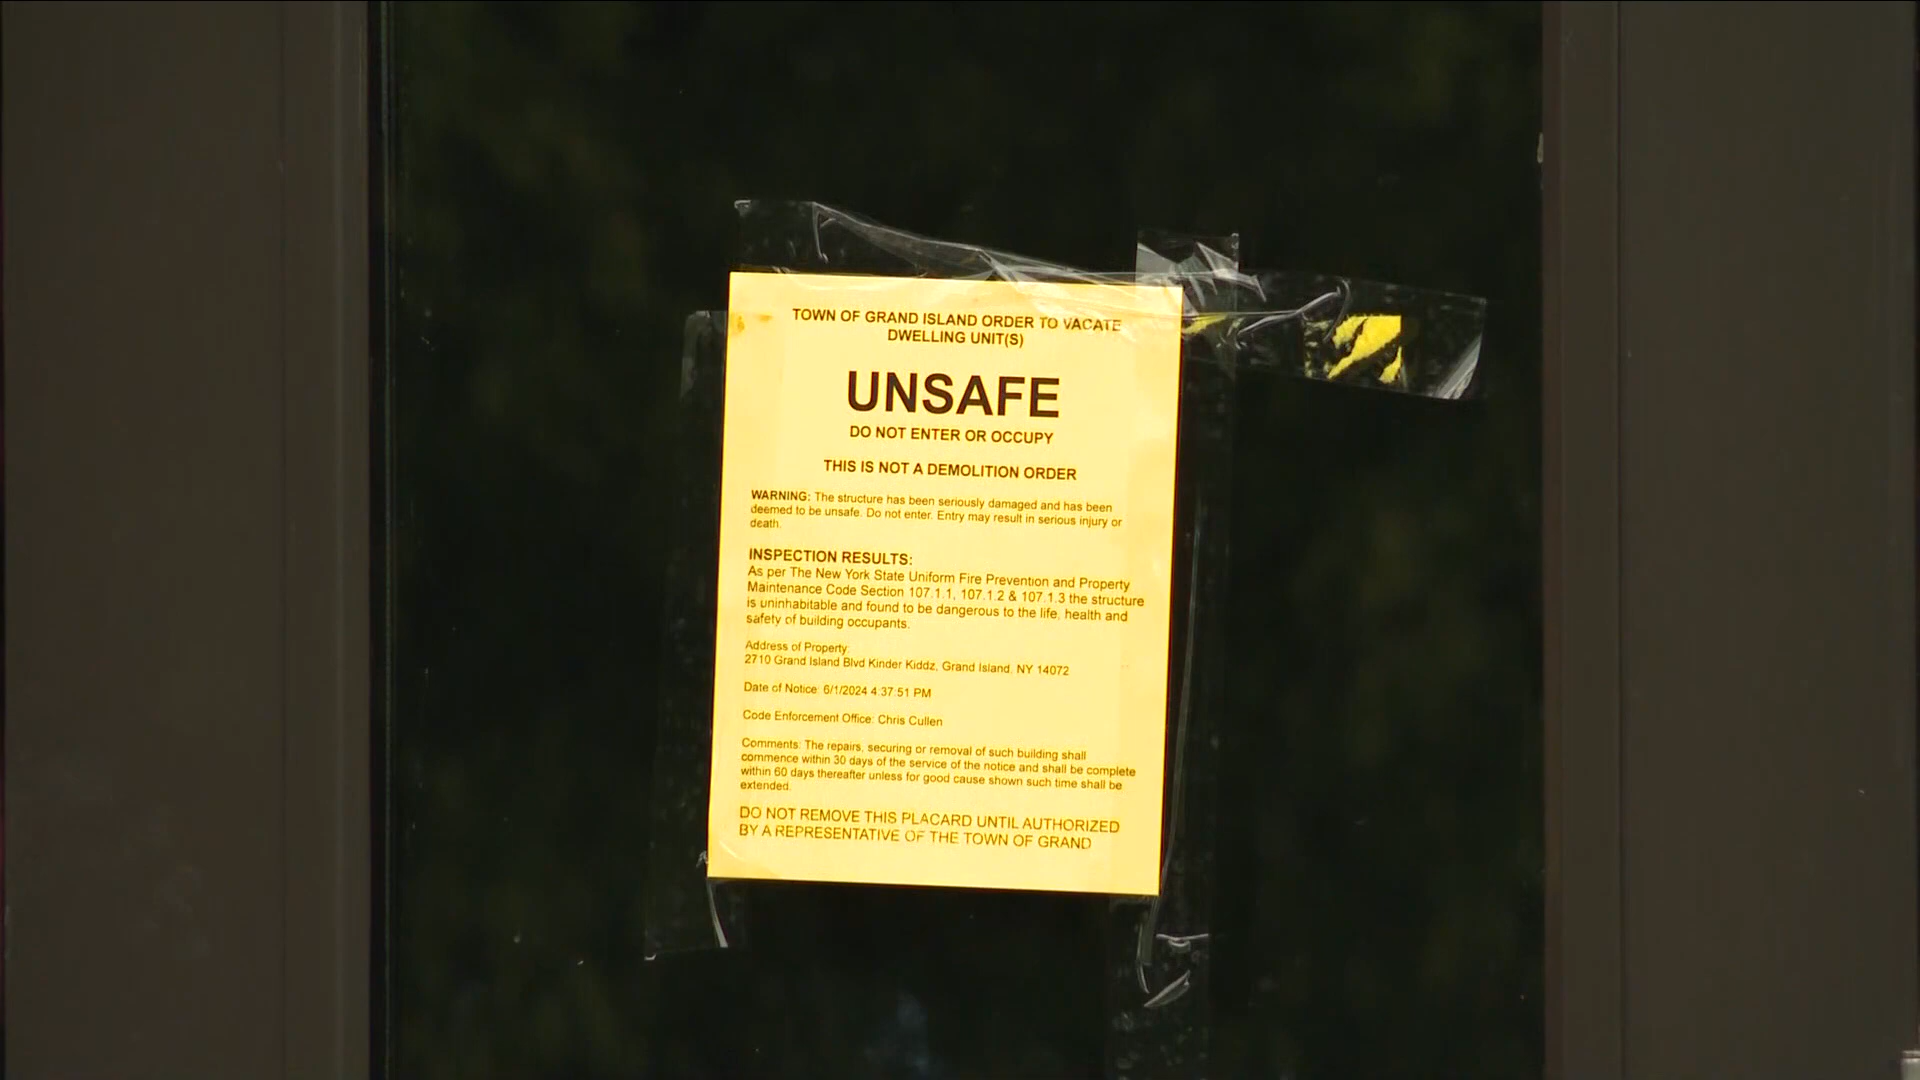 TOWN OF GRAND ISLAND ORDER TO VACATE
DWELLING UNIT(S)
UNSAFE
DO NOT ENTER OR OCCUPY
THIS IS NOT A DEMOLITION ORDER
WARNING: The structure has been seriously damaged and has been
deemed to be unsafe. Do not enter. Entry may result in serious injury or
death.
INSPECTION RESULTS:
As per The New York State Uniform Fire Prevention and Property
Maintenance Code Section 107.1.1, 107.1.2 & 107.1.3 the structure
is uninhabitable and found to be dangerous to the life, health and
safety of building occupants.
Address of Property:
2710 Grand Island Blvd Kinder Kiddz, Grand Island, NY 14072
Date of Notice: 6/1/2024 4:37:51 PM
Code Enforcement Office: Chris Cullen
Comments: The repairs, securing or removal of such building shall
commence within 30 days of the service of the notice and shall be complete
within 60 days thereafter unless for good cause shown such time shall be
extended.
DO NOT REMOVE THIS PLACARD UNTIL AUTHORIZED
BY A REPRESENTATIVE OF THE TOWN OF GRAND